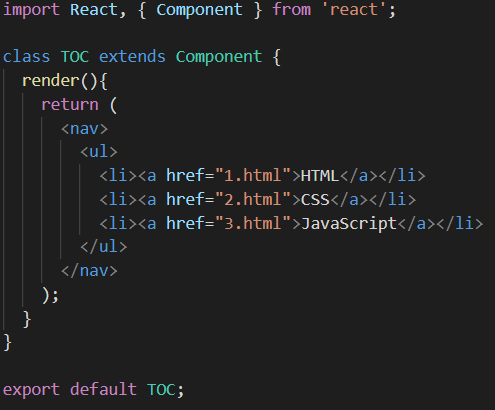 import React, { Component } from 'react';
class TOC extends Component {
render(){
return (
<nav>
<ul>
<li><a href="1.html">HTML</a></li>
<li><a href="2.html">CSS</a></li>
<li><a href="3.html">JavaScript</a></li>
</ul>
</nav>
);
}
}
export default TOC;